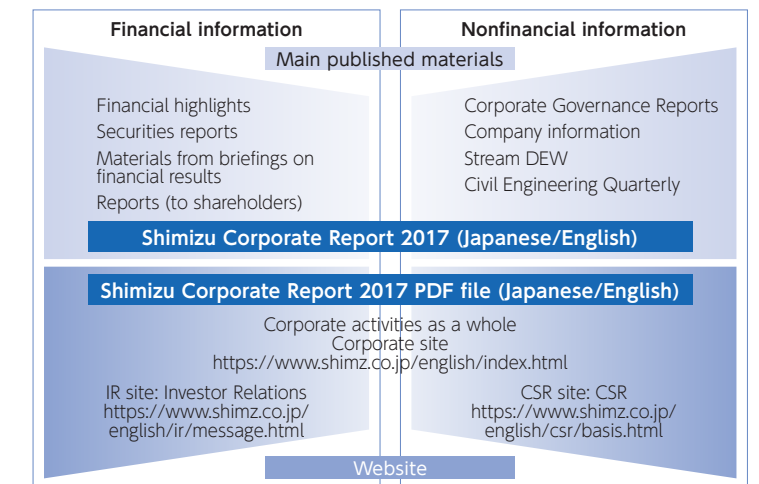 Financial information
Nonfinancial information
Main published materials
Financial highlights
Securities reports
Materials from briefings on
financial results
Reports (to shareholders)
Corporate Governance Reports
Company information
Stream DEW
Civil Engineering Quarterly
Shimizu Corporate Report 2017 (Japanese/English)
Shimizu Corporate Report 2017 PDF file (Japanese/English)
Corporate activities as a whole
Corporate site
https://www.shimz.co.jp/english/index.html
IR site: Investor Relations
https://www.shimz.co.jp/
english/ir/message.html
CSR site: CSR
https://www.shimz.co.jp/
english/csr/basis.html
Website